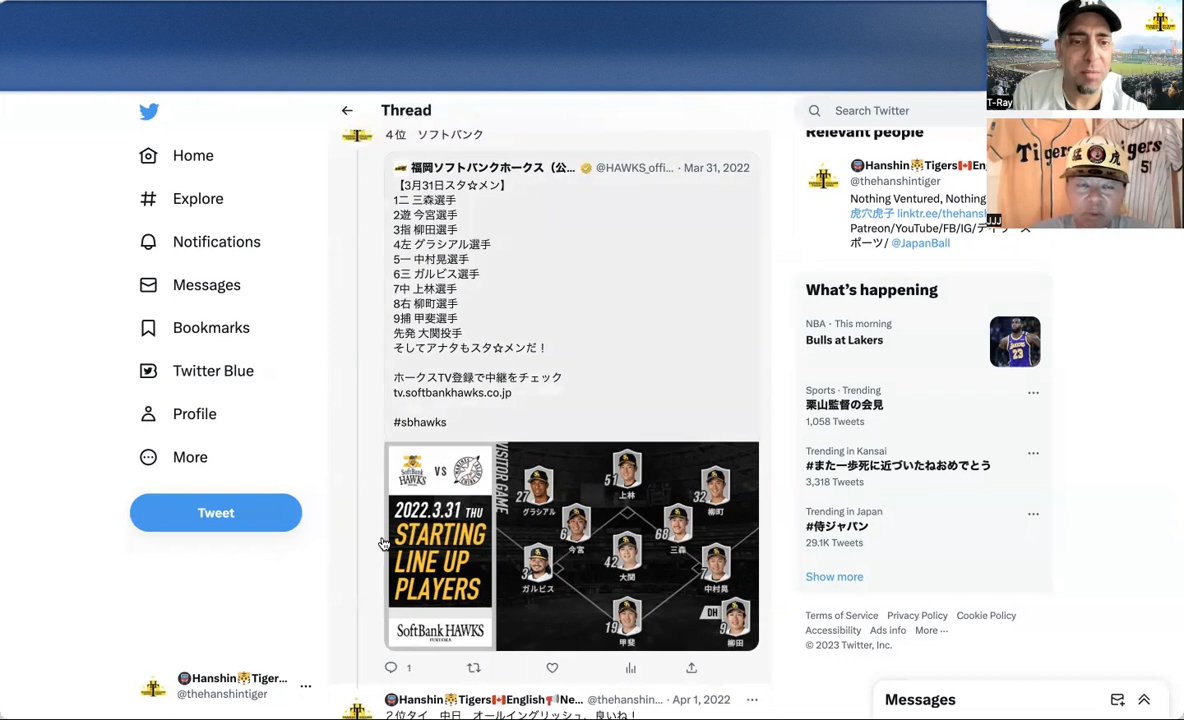 Thread
Search Twitter
T-Ray
Home
Explore
Notifications
Messages
Bookmarks
Twitter Blue
Profile
More
Tweet
Hanshin Tiger...
@thehanshintiger
4位 ソフトバンク
福岡ソフトバンクホークス（公... @HAWKS_offi... · Mar 31, 2022
【3月31日スタ☆メン】
1二 三森選手
2遊 今宮選手
3指 柳田選手
4左 グラシアル選手
5一 中村晃選手
6三 ガルビス選手
7中 上林選手
8右 柳町選手
9捕 甲斐選手
先発 大関投手
そしてアナタもスタ☆メンだ！
ホークスTV登録で中継をチェック
tv.softbankhawks.co.jp
#sbhawks
SoftBank HAWKS VS
2022.3.31 THU
STARTING
LINE UP
PLAYERS
SoftBank HAWKS
FUKUOKA
VISITOR GAME
51 上林
27 グラシアル
32 柳町
6 今宮
68 三森
42 大関
3 ガルビス
7 中村晃
19 甲斐
DH 9 柳田
1
Hanshin Tigers English Ne... @thehanshin... · Apr 1, 2022
2位タイ 中日 オールイングリッシュ、良いね！
Relevant people
Hanshin Tigers En
@thehanshintiger
Nothing Ventured, Nothing
虎穴虎子 linktr.ee/thehans
Patreon/YouTube/FB/IG/デイリース
ポーツ/ @JapanBall
Tigers
Tigers
51
JJJ
What's happening
NBA · This morning
Bulls at Lakers
Sports · Trending
栗山監督の会見
1,058 Tweets
Trending in Kansai
#また一歩死に近づいたねおめでとう
3,318 Tweets
Trending in Japan
#侍ジャパン
29.1K Tweets
Show more
Terms of Service Privacy Policy Cookie Policy
Accessibility Ads info More ···
© 2023 Twitter, Inc.
Messages